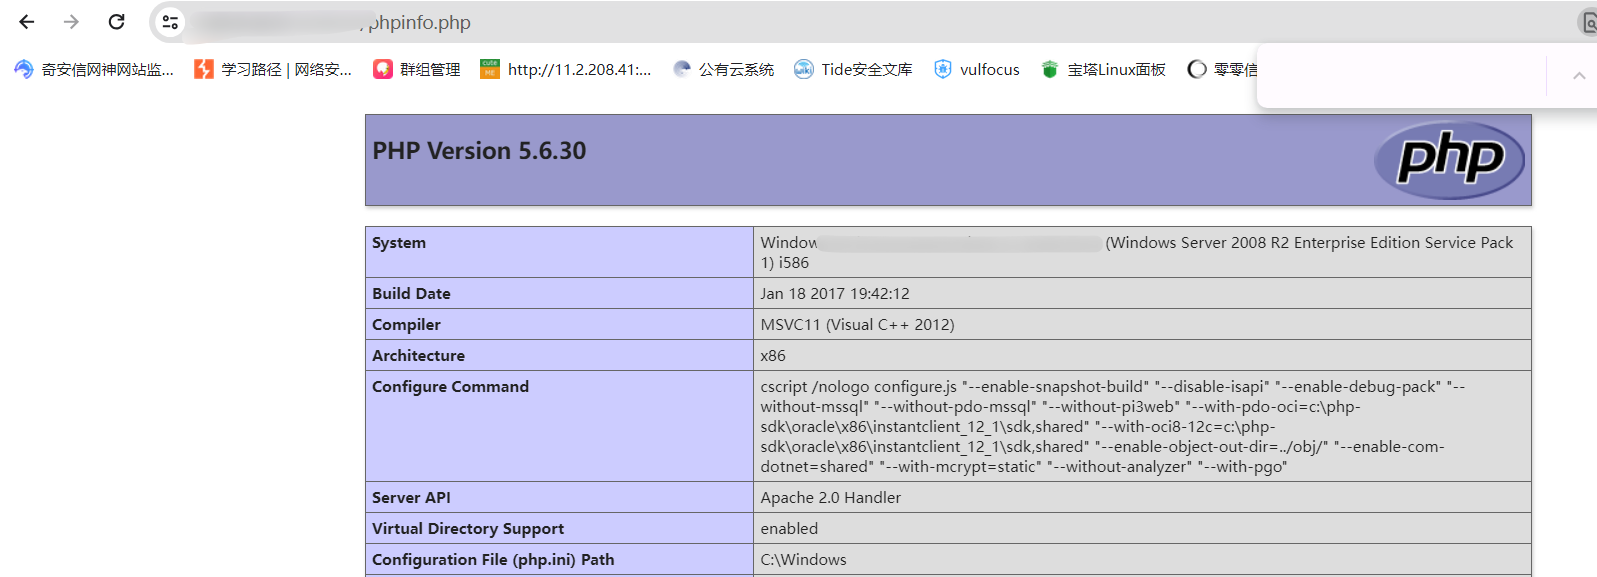 phpinfo.php
奇安信网神网站监... 学习路径 | 网络安... 群组管理 http://11.2.208.41:... 公有云系统 Tide安全文库 vulfocus 宝塔Linux面板 零零信
PHP Version 5.6.30
php
System
(Windows Server 2008 R2 Enterprise Edition Service Pack
1) i586
Build Date Jan 18 2017 19:42:12
Compiler MSVC11 (Visual C++ 2012)
Architecture x86
Configure Command cscript /nologo configure.js "--enable-snapshot-build" "--disable-isapi" "--enable-debug-pack" "--
without-mssql" "--without-pdo-mssql" "--without-pi3web" "--with-pdo-oci=c:\php-
sdk\oracle\x86\instantclient_12_1\sdk,shared" "--with-oci8-12c=c:\php-
sdk\oracle\x86\instantclient_12_1\sdk,shared" "--enable-object-out-dir=../obj/" "--enable-com-
dotnet=shared" "--with-mcrypt=static" "--without-analyzer" "--with-pgo"
Server API Apache 2.0 Handler
Virtual Directory Support enabled
Configuration File (php.ini) Path C:\Windows